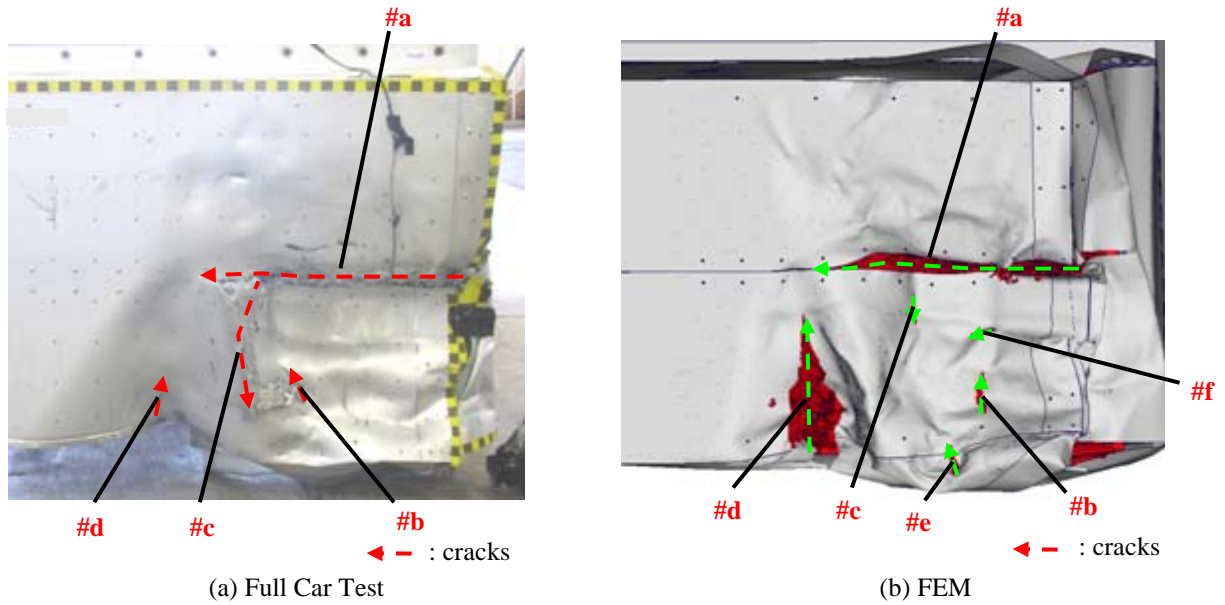 #a
#d
#c
#b
: cracks
(a) Full Car Test
#a
#f
#d
#c
#e
#b
: cracks
(b) FEM